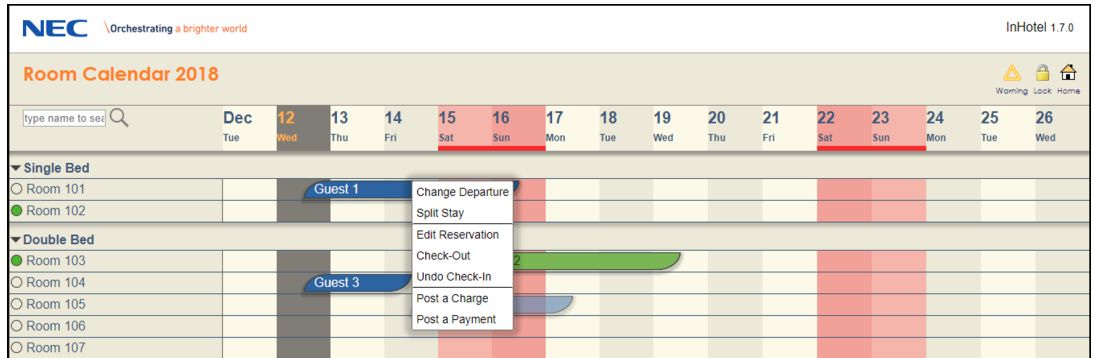 NEC \Orchestrating a brighter world
InHotel 1.7.0
Room Calendar 2018
Warning Lock Home
type name to sea
Dec 12 13 14 15 16 17 18 19 20 21 22 23 24 25 26
Tue Wed Thu Fri Sat Sun Mon Tue Wed Thu Fri Sat Sun Mon Tue Wed
Single Bed
Room 101 Guest 1
Room 102
Double Bed
Room 103 2
Room 104 Guest 3
Room 105
Room 106
Room 107
Change Departure
Split Stay
Edit Reservation
Check-Out
Undo Check-In
Post a Charge
Post a Payment